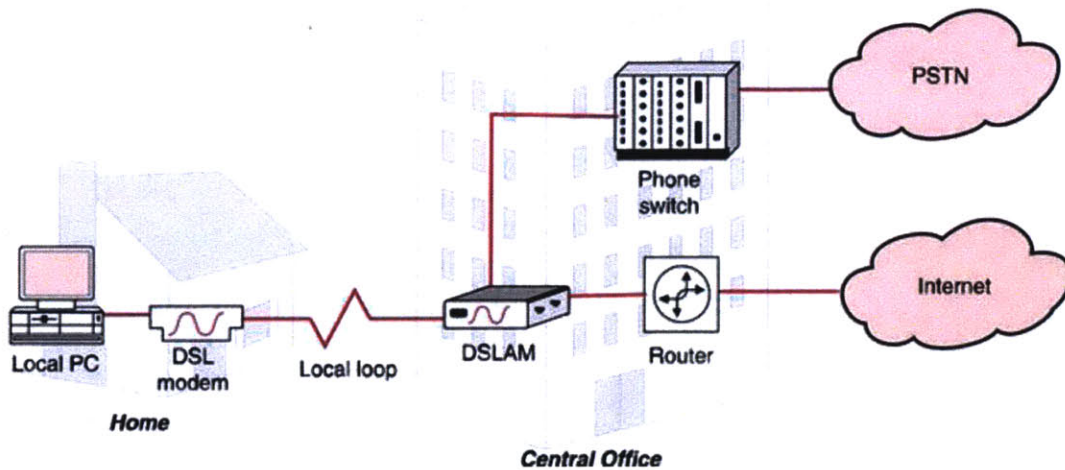 PSTN
Phone
switch
Internet
Local PC
DSL
modem
Local loop
DSLAM
Router
Home
Central Office